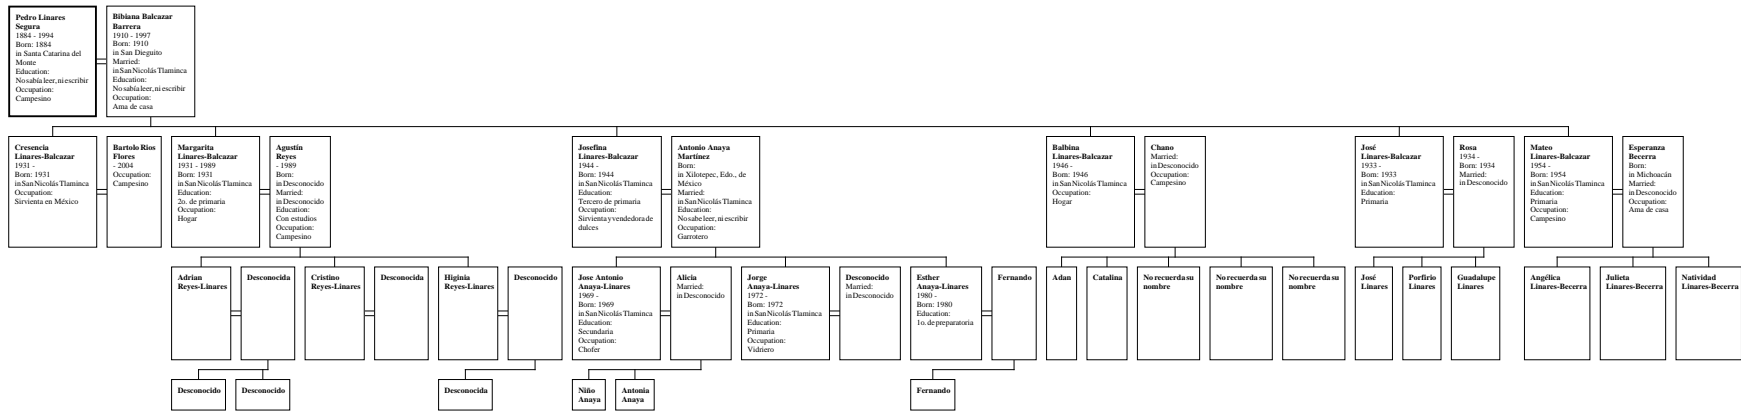 Pedro Linares
Segura
1884 - 1994
Born: 1884
in Santa Catarina del
Monte
Education:
No sabía leer, ni escribir
Occupation:
Campesino
Bibiana Balcazar
Barrera
1910 - 1997
Born: 1910
in San Dieguito
Married:
in San Nicolás Tlaminca
Education:
No sabía leer, ni escribir
Occupation:
Ama de casa
Cresencia
Linares-Balcazar
1931 -
Born: 1931
in San Nicolás Tlaminca
Occupation:
Sirvienta en México
Bartolo Rios
Flores
- 2004
Occupation:
Campesino
Margarita
Linares-Balcazar
1931 - 1989
Born: 1931
in San Nicolás Tlaminca
Education:
2o. de primaria
Occupation:
Hogar
Agustín
Reyes
- 1989
Born:
in Desconocido
Married:
in Desconocido
Education:
Con estudios
Occupation:
Campesino
Josefina
Linares-Balcazar
1944 -
Born: 1944
in San Nicolás Tlaminca
Education:
Tercero de primaria
Occupation:
Sirvienta y vendedora de
dulces
Antonio Anaya
Martínez
Born:
in Xilotepec, Edo., de
México
Married:
in San Nicolás Tlaminca
Education:
No sabe leer, ni escribir
Occupation:
Garrotero
Balbina
Linares-Balcazar
1946 -
Born: 1946
in San Nicolás Tlaminca
Occupation:
Hogar
Chano
Married:
in Desconocido
Occupation:
Campesino
José
Linares-Balcazar
1933 -
Born: 1933
in San Nicolás Tlaminca
Education:
Primaria
Rosa
1934 -
Born: 1934
Married:
in Desconocido
Mateo
Linares-Balcazar
1954 -
Born: 1954
in San Nicolás Tlaminca
Education:
Primaria
Occupation:
Campesino
Esperanza
Becerra
Born:
in Michoacán
Married:
in Desconocido
Occupation:
Ama de casa
Adrian
Reyes-Linares
Desconocida
Cristino
Reyes-Linares
Desconocida
Higinia
Reyes-Linares
Desconocido
Jose Antonio
Anaya-Linares
1969 -
Born: 1969
in San Nicolás Tlaminca
Education:
Secundaria
Occupation:
Chofer
Alicia
Married:
in Desconocido
Jorge
Anaya-Linares
1972 -
Born: 1972
in San Nicolás Tlaminca
Education:
Primaria
Occupation:
Vidriero
Desconocido
Married:
in Desconocido
Esther
Anaya-Linares
1980 -
Born: 1980
Education:
1o. de preparatoria
Fernando
Adan
Catalina
No recuerda su
nombre
No recuerda su
nombre
No recuerda su
nombre
José
Linares
Porfirio
Linares
Guadalupe
Linares
Angélica
Linares-Becerra
Julieta
Linares-Becerra
Natividad
Linares-Becerra
Desconocido
Desconocido
Desconocida
Niño
Anaya
Antonia
Anaya
Fernando